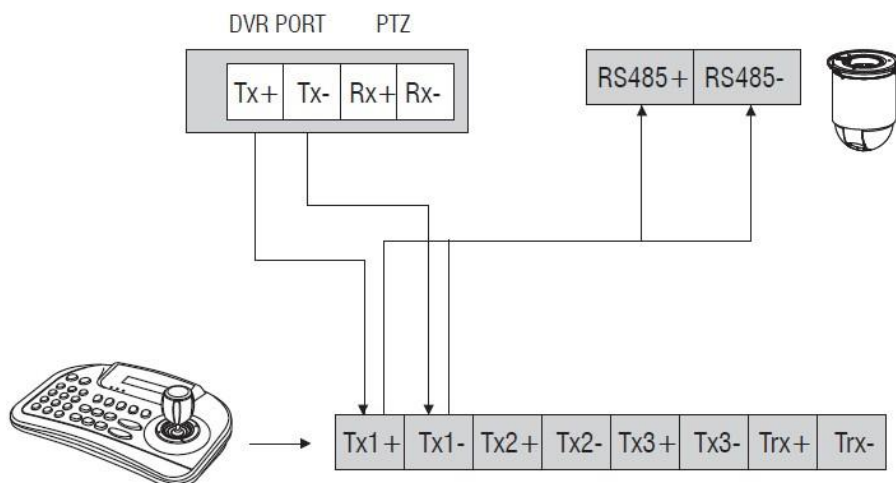 DVR PORT PTZ
Tx+ Tx- Rx+ Rx-
RS485+ RS485-
Tx1+ Tx1- Tx2+ Tx2- Tx3+ Tx3- Trx+ Trx-